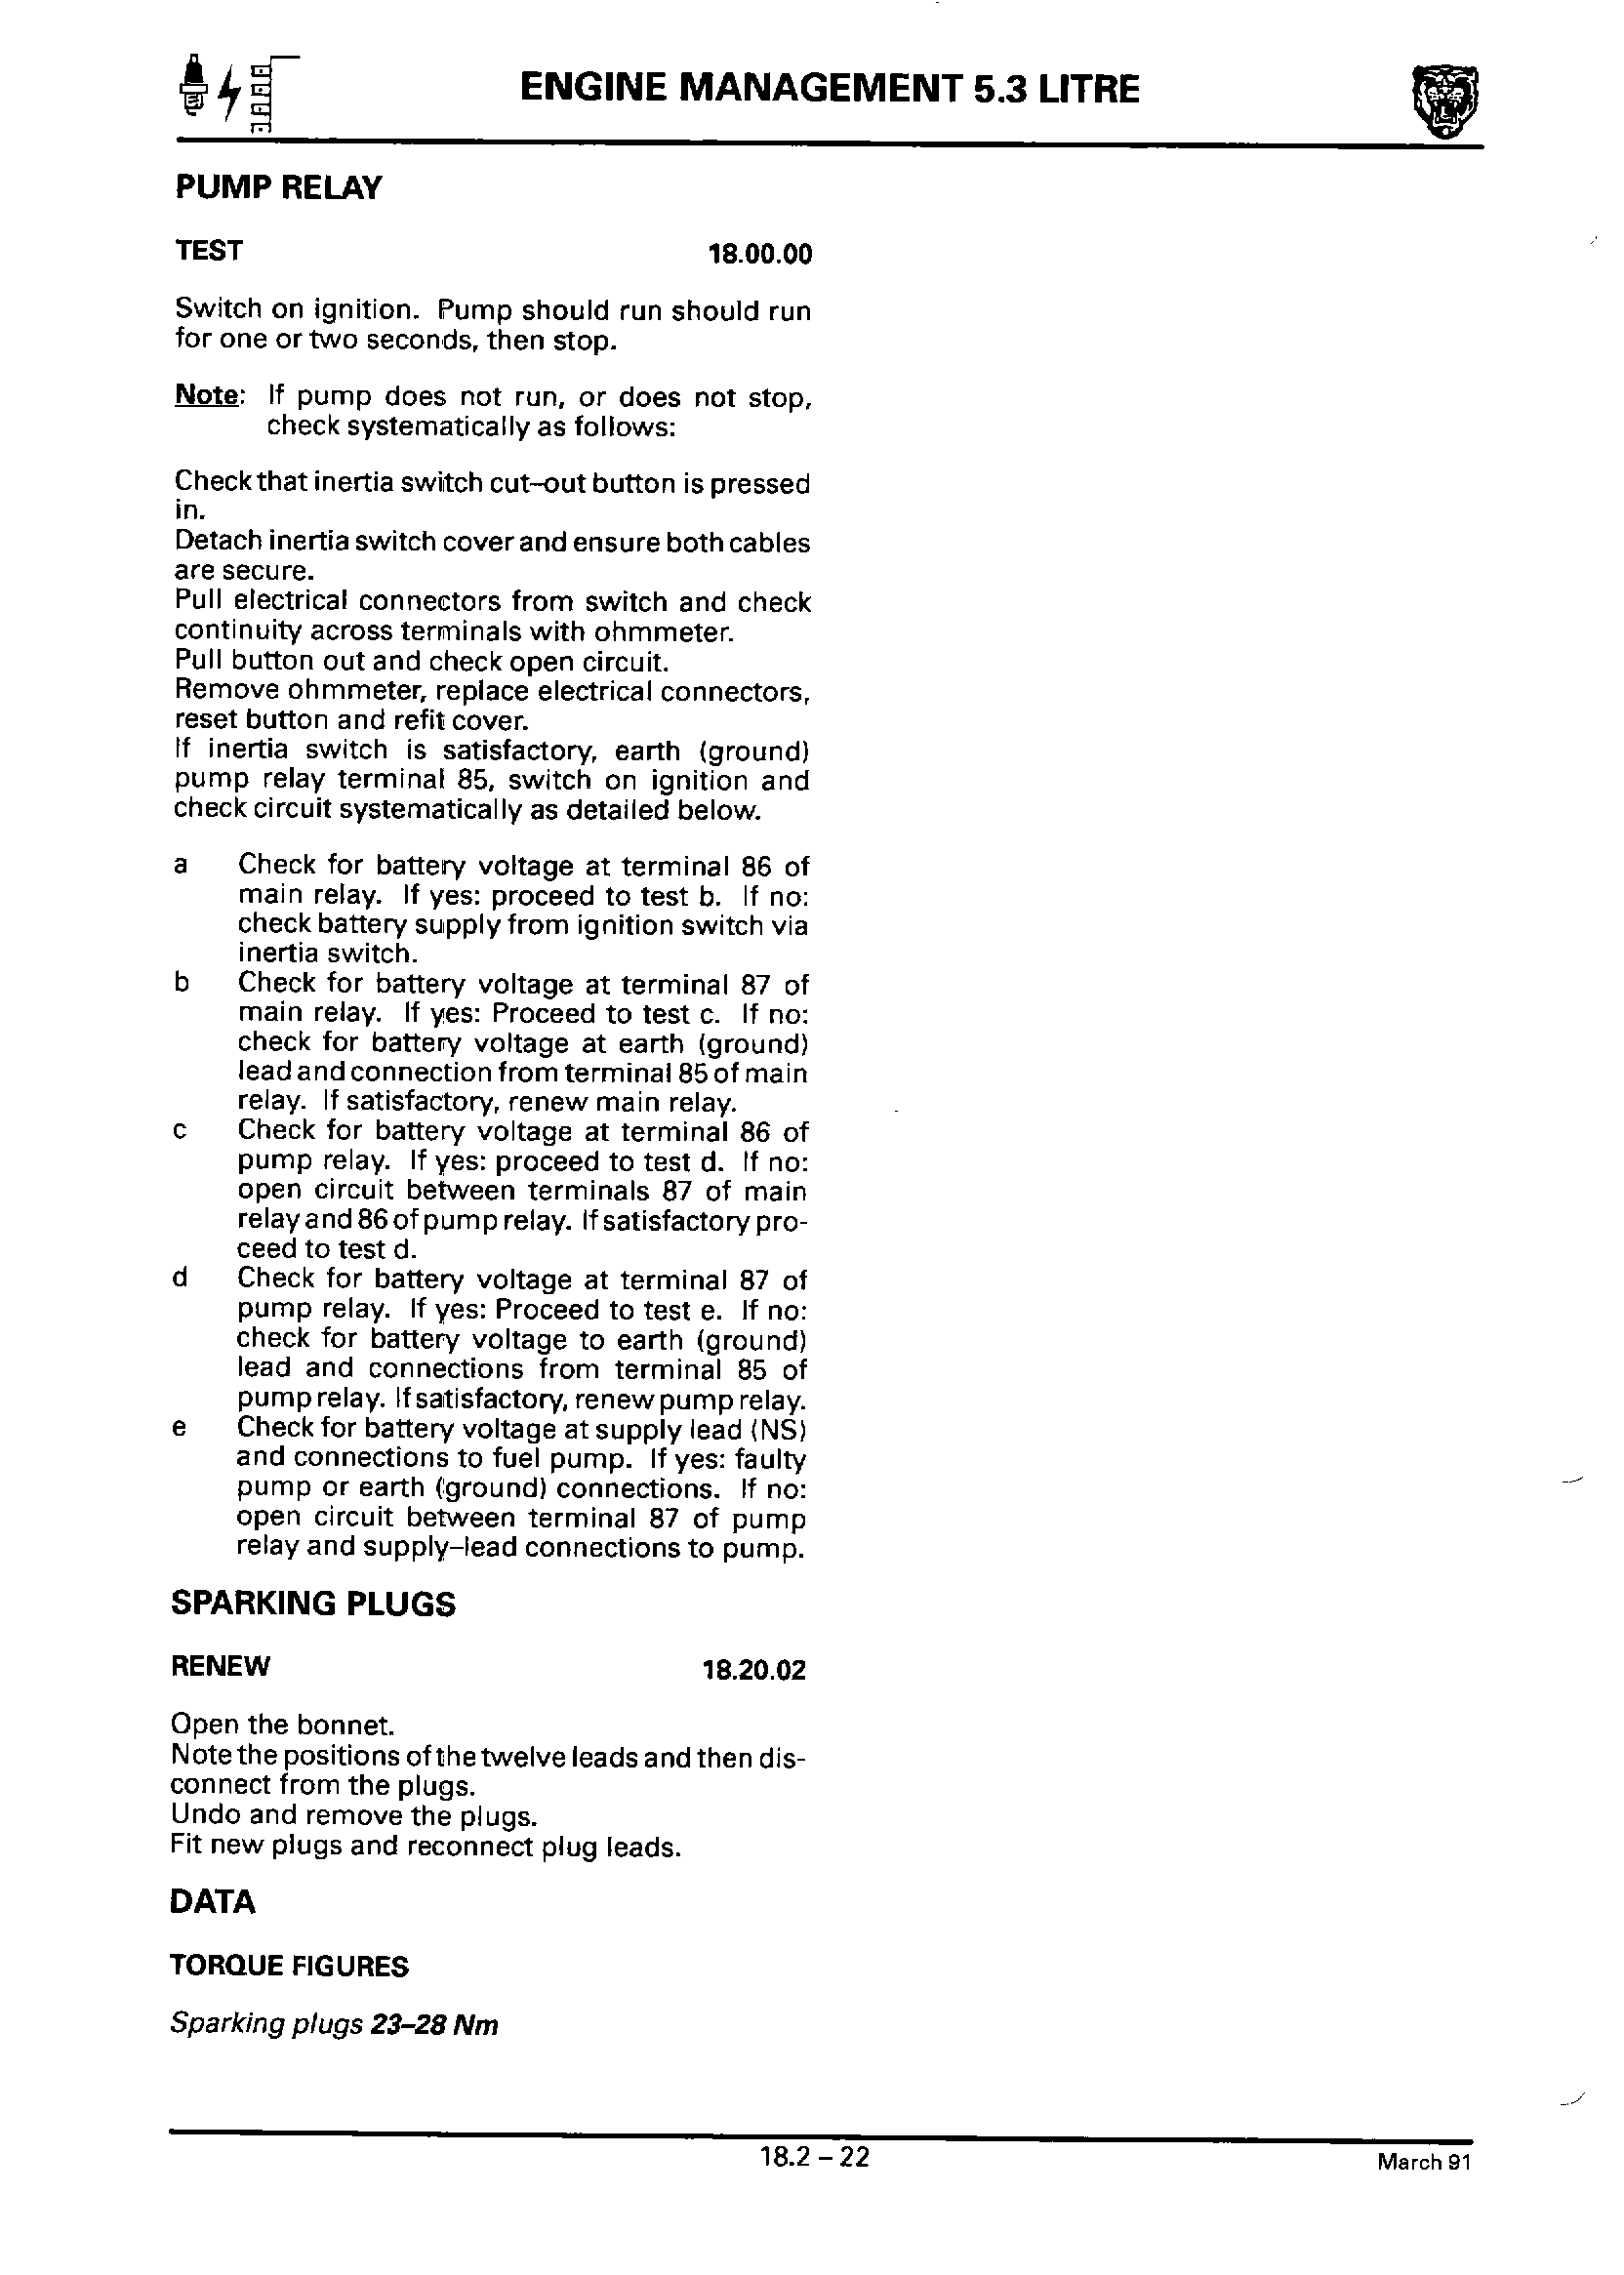 ENGINE MANAGEMENT 5.3 LITRE
PUMP RELAY
TEST 18.00.00
Switch on ignition. Pump should run should run
for one or two seconds, then stop.
Note: If pump does not run, or does not stop,
check systematically as follows:
Check that inertia switch cut–out button is pressed
in.
Detach inertia switch cover and ensure both cables
are secure.
Pull electrical connectors from switch and check
continuity across terminals with ohmmeter.
Pull button out and check open circuit.
Remove ohmmeter, replace electrical connectors,
reset button and refit cover.
If inertia switch is satisfactory, earth (ground)
pump relay terminal 85, switch on ignition and
check circuit systematically as detailed below.
a Check for battery voltage at terminal 86 of
main relay. If yes: proceed to test b. If no:
check battery supply from ignition switch via
inertia switch.
b Check for battery voltage at terminal 87 of
main relay. If yes: Proceed to test c. If no:
check for battery voltage at earth (ground)
lead and connection from terminal 85 of main
relay. If satisfactory, renew main relay.
c Check for battery voltage at terminal 86 of
pump relay. If yes: proceed to test d. If no:
open circuit between terminals 87 of main
relay and 86 of pump relay. If satisfactory pro-
ceed to test d.
d Check for battery voltage at terminal 87 of
pump relay. If yes: Proceed to test e. If no:
check for battery voltage to earth (ground)
lead and connections from terminal 85 of
pump relay. If satisfactory, renew pump relay.
e Check for battery voltage at supply lead (NS)
and connections to fuel pump. If yes: faulty
pump or earth (ground) connections. If no:
open circuit between terminal 87 of pump
relay and supply–lead connections to pump.
SPARKING PLUGS
RENEW 18.20.02
Open the bonnet.
Note the positions of the twelve leads and then dis-
connect from the plugs.
Undo and remove the plugs.
Fit new plugs and reconnect plug leads.
DATA
TORQUE FIGURES
Sparking plugs 23–28 Nm
18.2 – 22
March 91